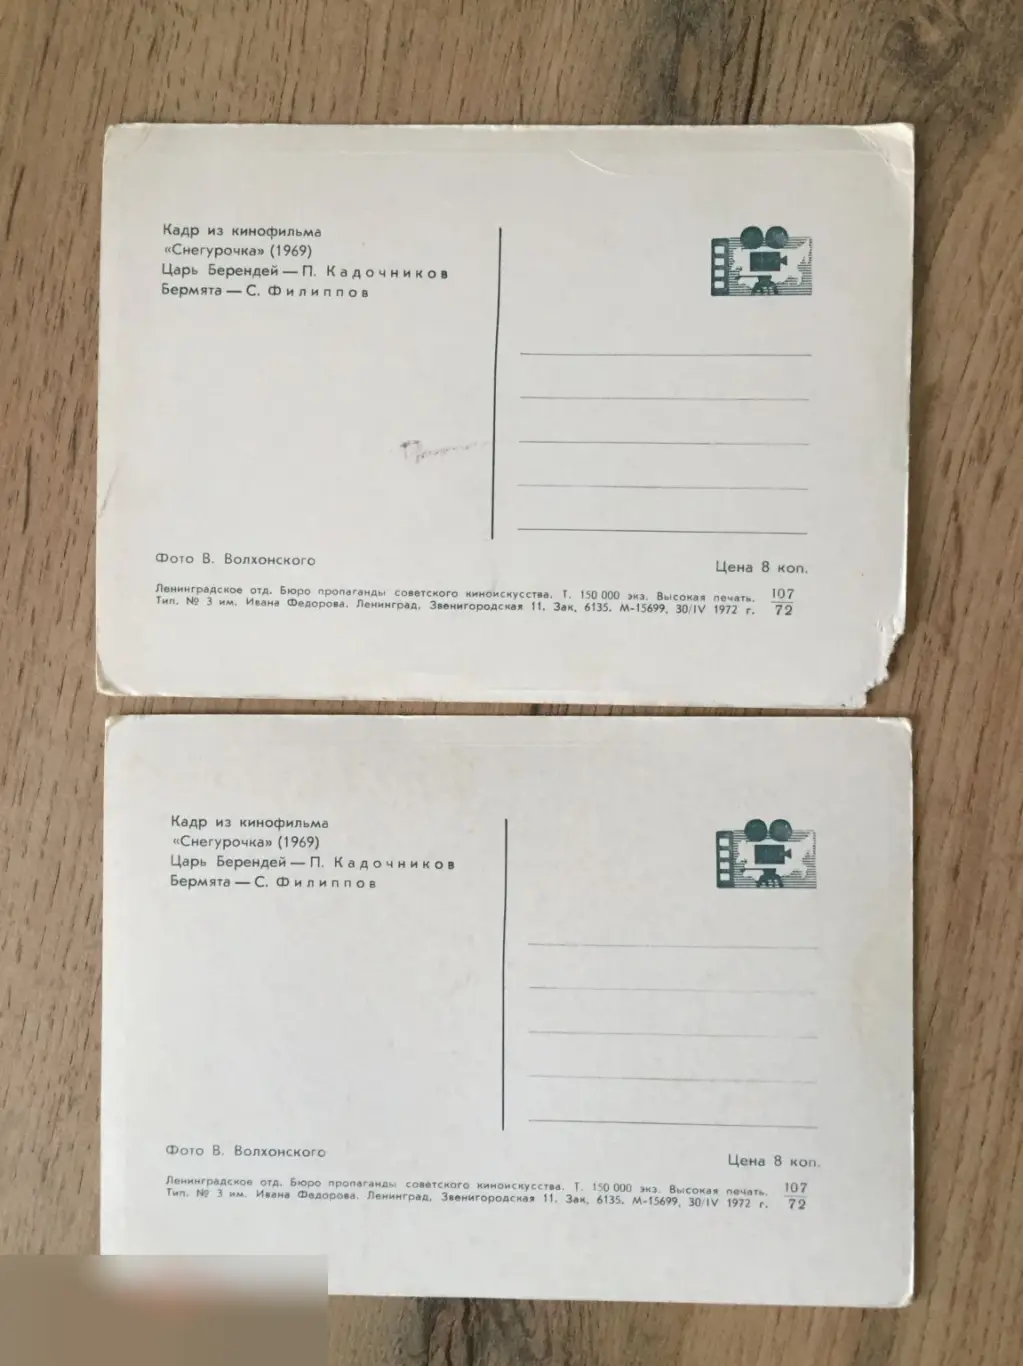 Кадр из кинофильма
«Снегурочка» (1969)
Царь Берендей — П. Кадочников
Бермята — С. Филиппов
Фото В. Волхонского
Цена 8 коп.
Ленинградское отд. Бюро пропаганды советского киноискусства. Т. 150 000 экз. Высокая печать.
Тип. № 3 им. Ивана Федорова. Ленинград, Звенигородская 11. Зак. 6135. М-15699, 30/IV 1972 г.
107
72
Кадр из кинофильма
«Снегурочка» (1969)
Царь Берендей — П. Кадочников
Бермята — С. Филиппов
Фото В. Волхонского
Цена 8 коп.
Ленинградское отд. Бюро пропаганды советского киноискусства. Т. 150 000 экз. Высокая печать.
Тип. № 3 им. Ивана Федорова. Ленинград, Звенигородская 11. Зак. 6135. М-15699, 30/IV 1972 г.
107
72